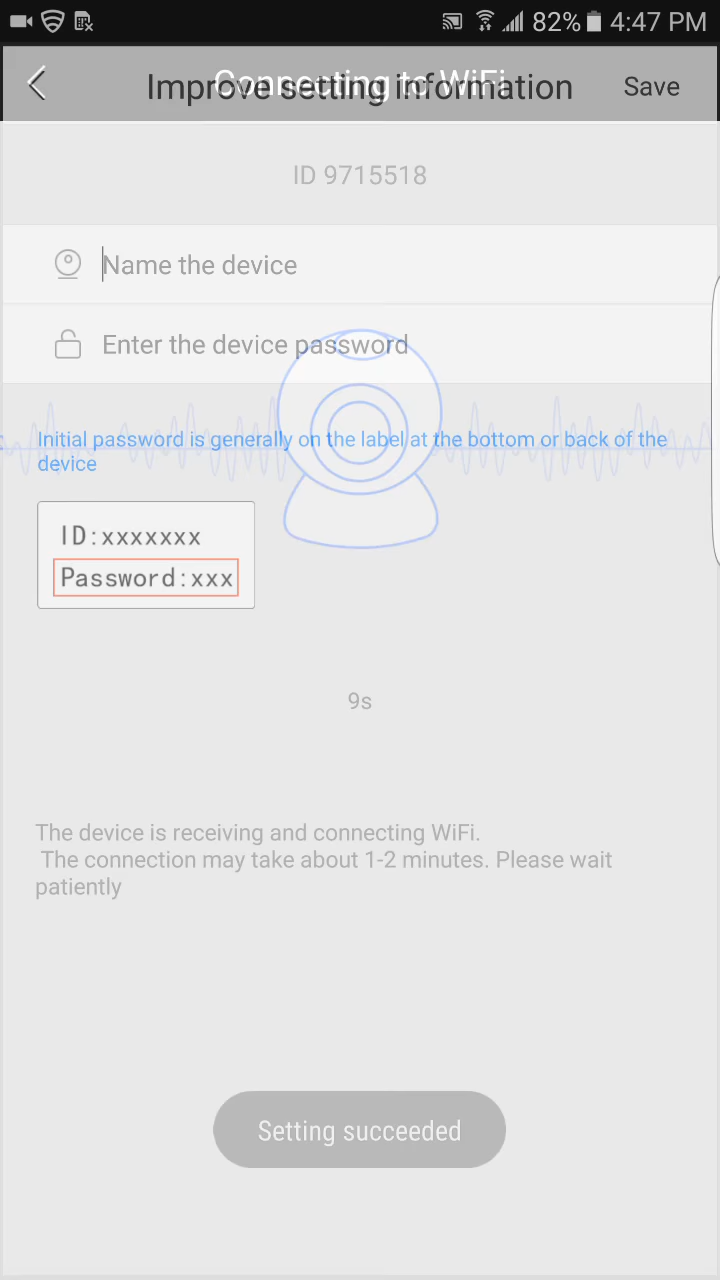 82% 4:47 PM
Connecting to WiFi
Improve setting information
Save
ID 9715518
Name the device
Enter the device password
Initial password is generally on the label at the bottom or back of the
device
ID:xxxxxxx
Password:xxx
9s
The device is receiving and connecting WiFi.
The connection may take about 1-2 minutes. Please wait
patiently
Setting succeeded